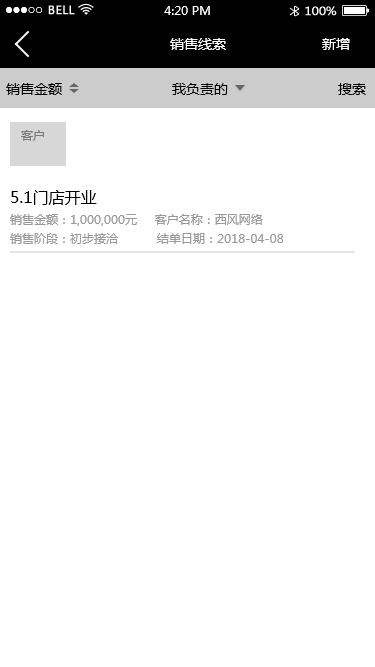 BELL 4:20 PM 100%
销售线索 新增
销售金额 我负责的 搜索
客户
5.1门店开业
销售金额：1,000,000元 客户名称：西风网络
销售阶段：初步接洽 结单日期：2018-04-08